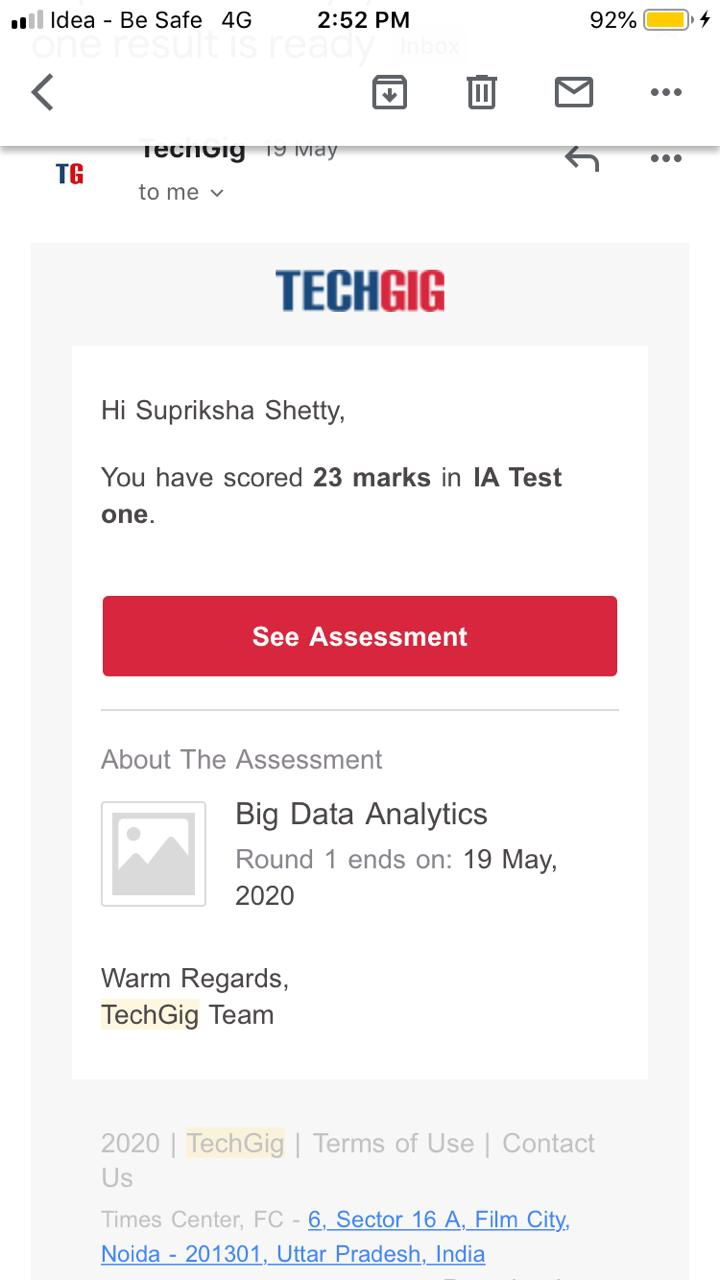 Idea - Be Safe 4G 2:52 PM 92%
one result is ready Inbox
TechGig 19 May
TG
to me
TECHGIG
Hi Supriksha Shetty,
You have scored 23 marks in IA Test
one.
See Assessment
About The Assessment
Big Data Analytics
Round 1 ends on: 19 May,
2020
Warm Regards,
TechGig Team
2020 | TechGig | Terms of Use | Contact
Us
Times Center, FC - 6, Sector 16 A, Film City,
Noida - 201301, Uttar Pradesh, India